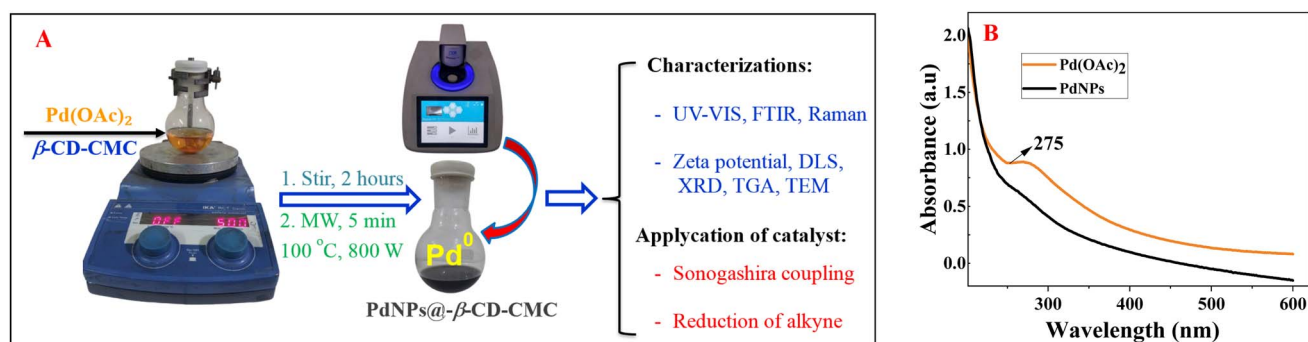 A
Pd(OAc)2
β-CD-CMC
OFF 500
1. Stir, 2 hours
2. MW, 5 min
100 °C, 800 W
Pd0
PdNPs@-β-CD-CMC
Characterizations:
- UV-VIS, FTIR, Raman
- Zeta potential, DLS,
XRD, TGA, TEM
Applycation of catalyst:
- Sonogashira coupling
- Reduction of alkyne
B
Pd(OAc)2
PdNPs
275
Absorbance (a.u)
2.0
1.5
1.0
0.5
0.0
300 400 500 600
Wavelength (nm)